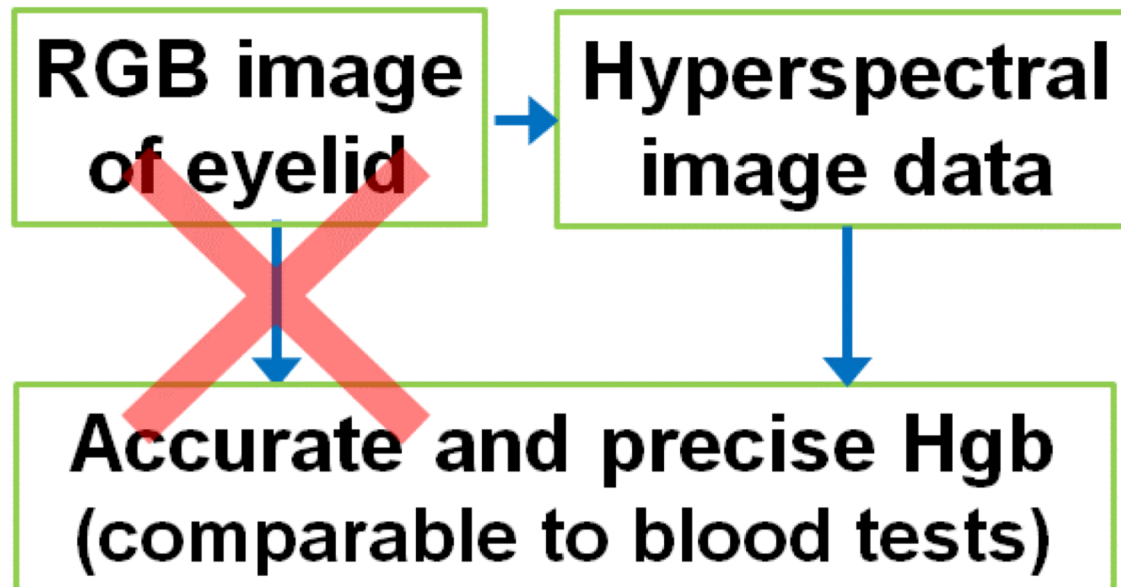 RGB image
of eyelid
Hyperspectral
image data
Accurate and precise Hgb
(comparable to blood tests)